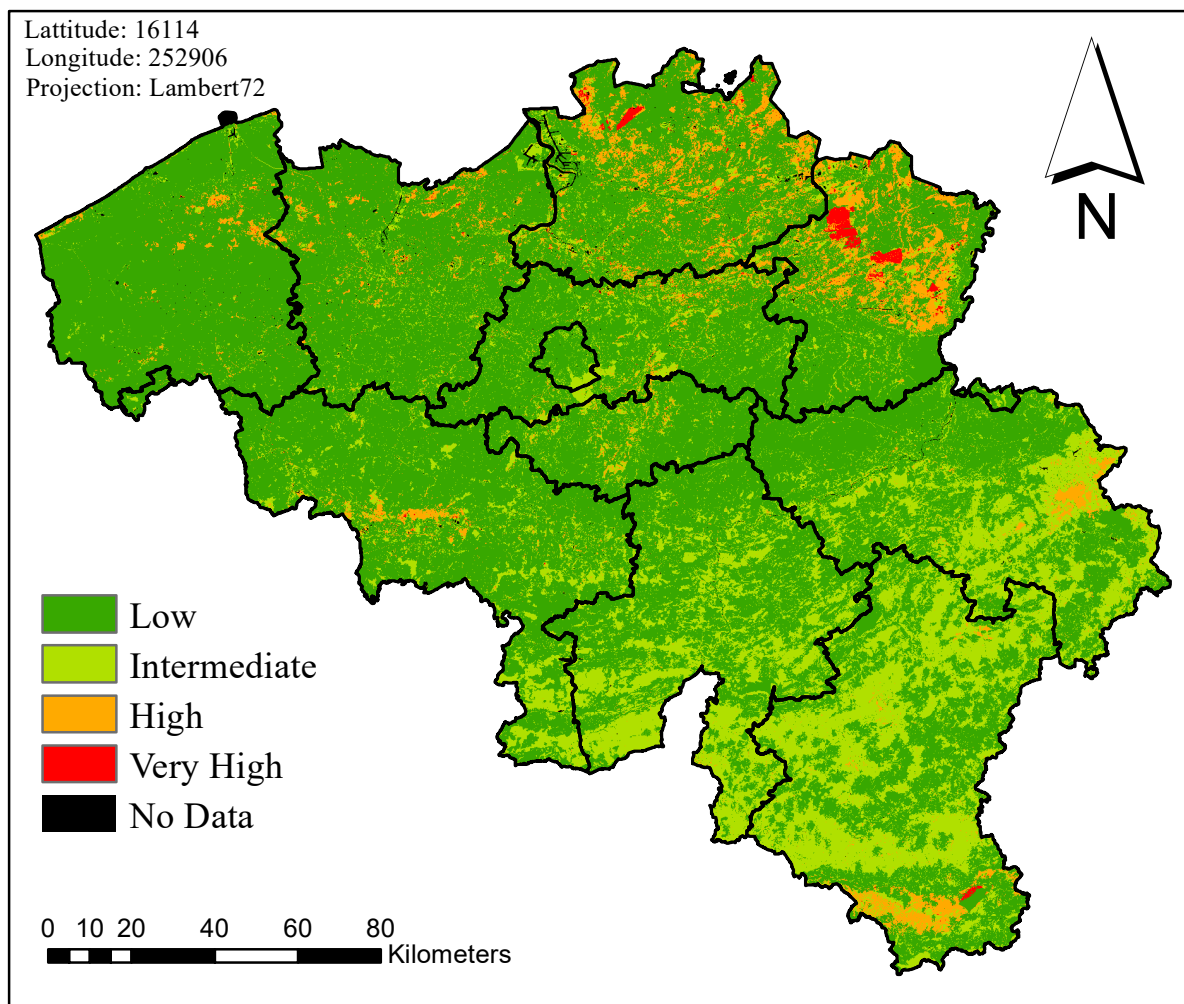 Lattitude: 16114
Longitude: 252906
Projection: Lambert72
N
Low
Intermediate
High
Very High
No Data
0 10 20 40 60 80
Kilometers